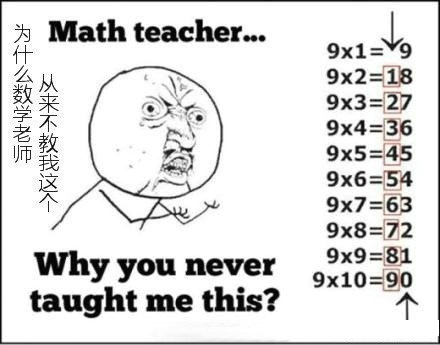 Math teacher...
为什么数学老师
从来不教我这个
Why you never
taught me this?
9x1= 9
9x2=18
9x3=27
9x4=36
9x5=45
9x6=54
9x7=63
9x8=72
9x9=81
9x10=90